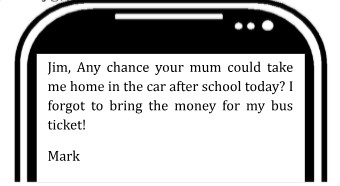 Jim, Any chance your mum could take
me home in the car after school today? I
forgot to bring the money for my bus
ticket!
Mark